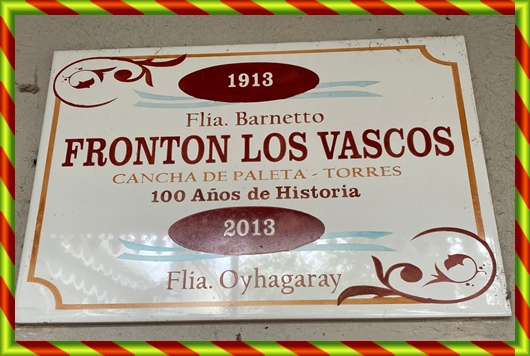 1913
Flia. Barnetto
FRONTON LOS VASCOS
CANCHA DE PALETA - TORRES
100 Años de Historia
2013
Flia. Oyhagaray